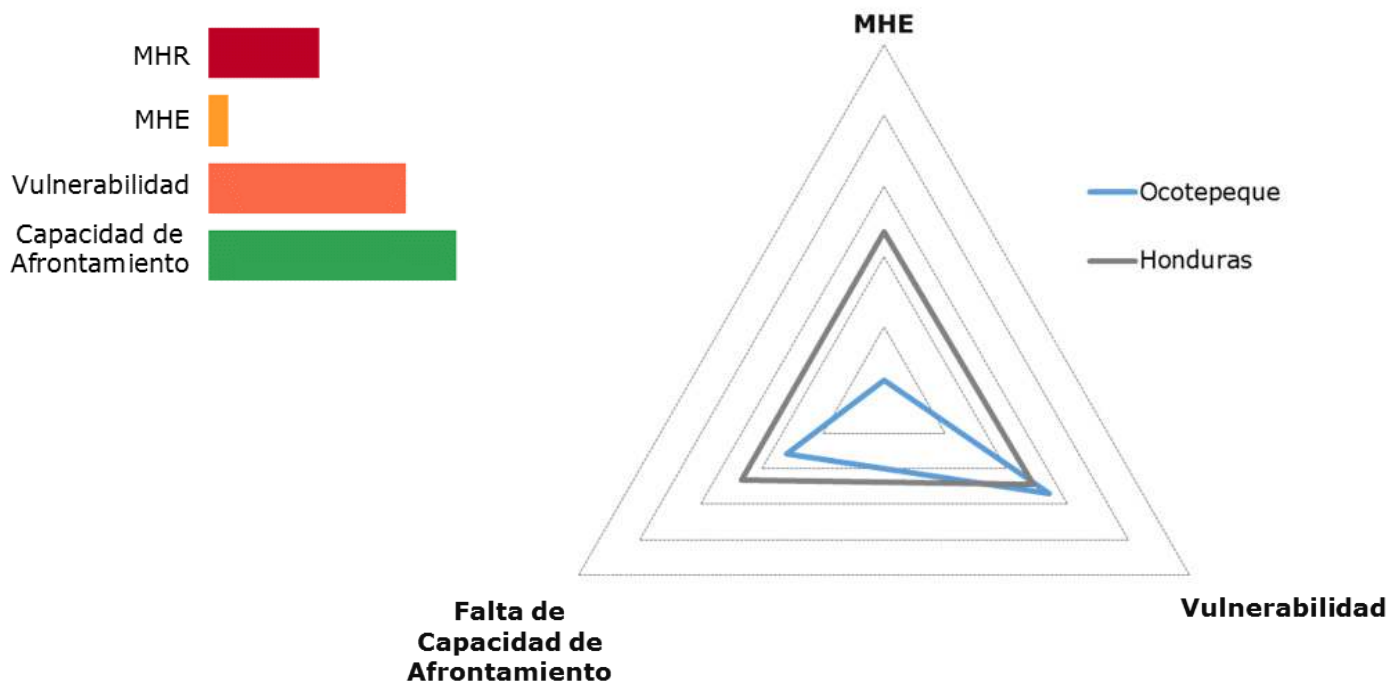 MHR
MHE
Vulnerabilidad
Capacidad de
Afrontamiento
MHE
Ocotepeque
Honduras
Falta de
Capacidad de
Afrontamiento
Vulnerabilidad